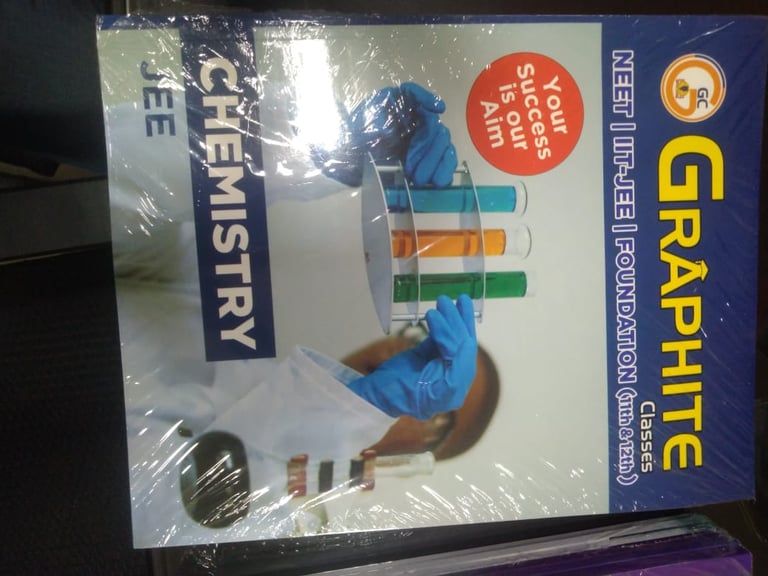 GC
GRAPHITE
Classes
NEET | IIT-JEE | FOUNDATION (11th & 12th)
Your
Success
is our
Aim
CHEMISTRY
JEE